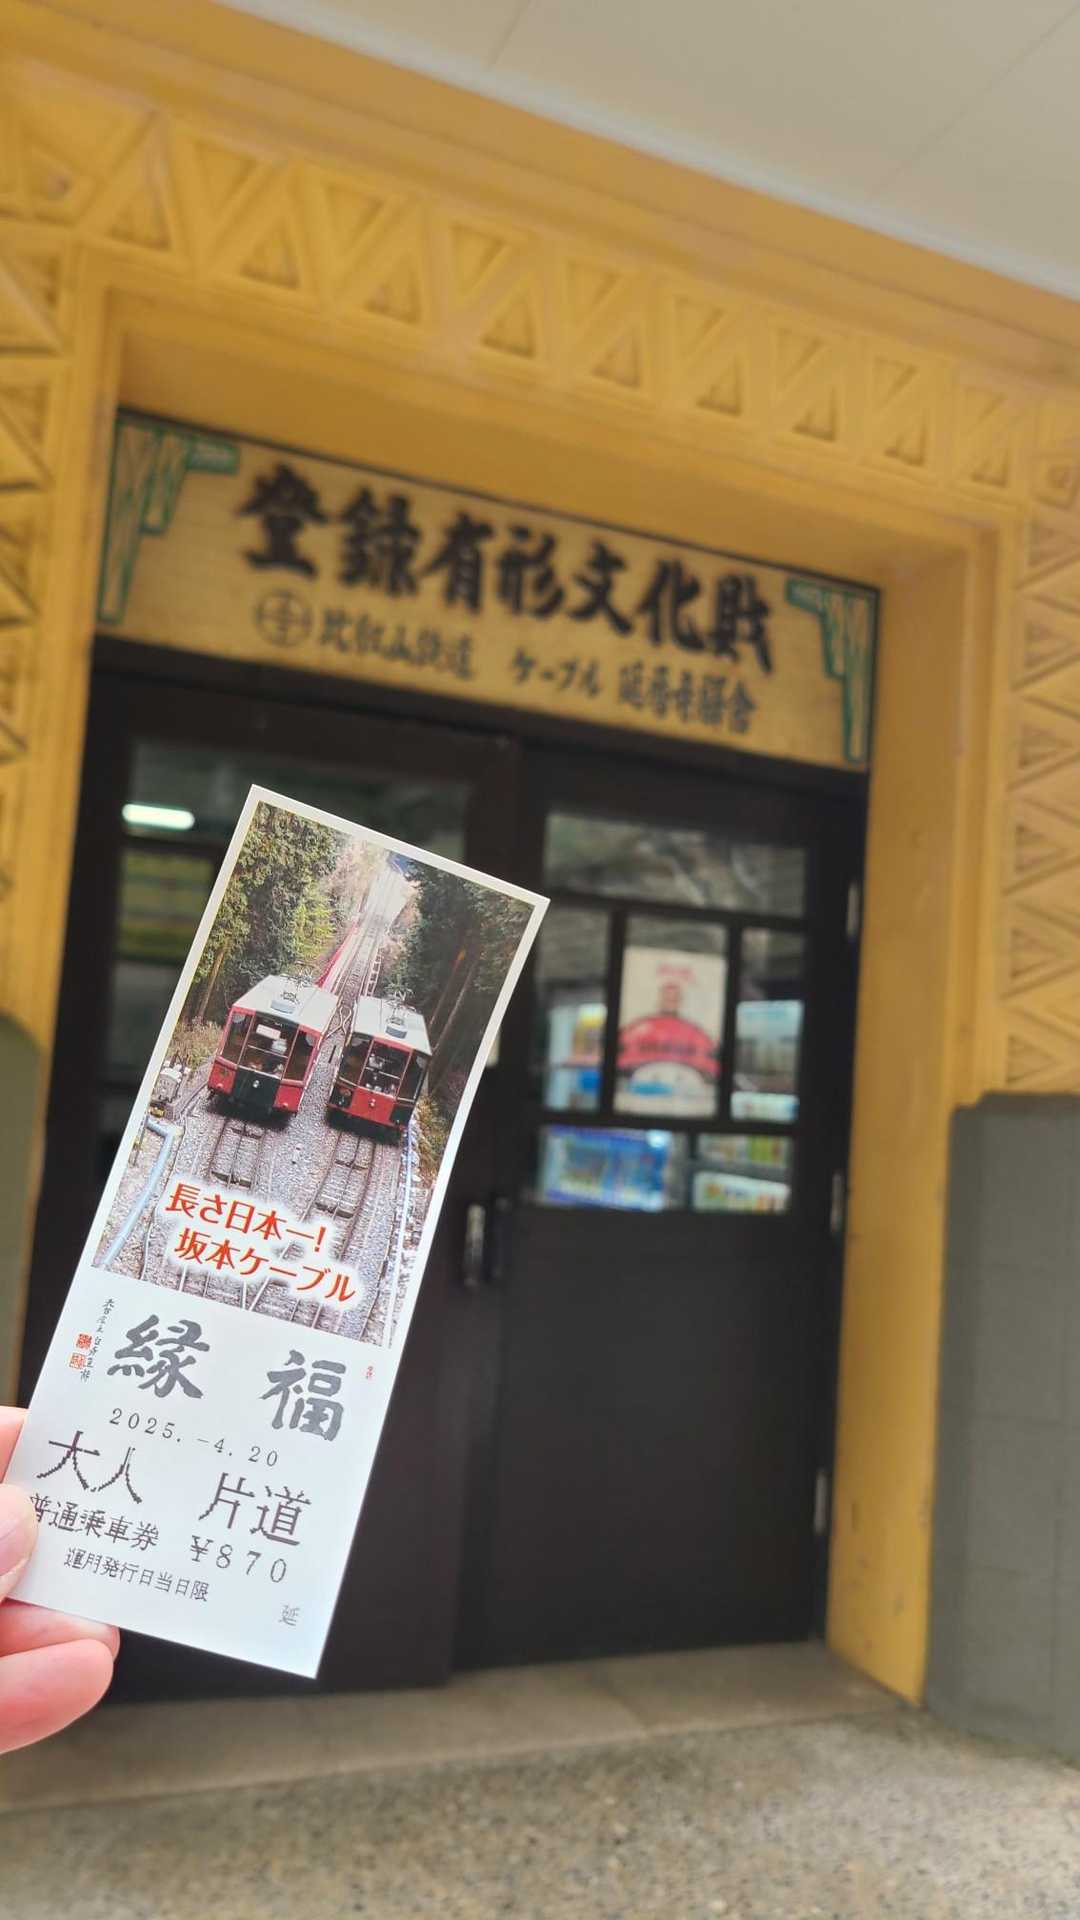 登録有形文化財
比叡山鉄道 ケーブル 延暦寺驛舎
長さ日本一!
坂本ケーブル
縁 福
2025.-4.20
大人 片道
普通乗車券 ¥870
運用発行日当日限
延